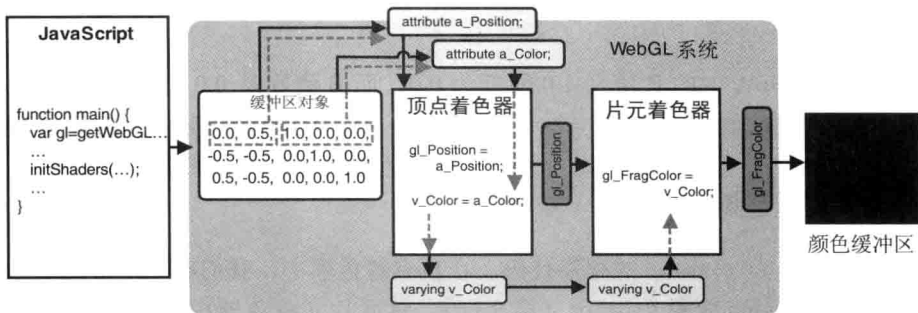 JavaScript
function main() {
var gl=getWebGL…
…
initShaders(…);
…
}
缓冲区对象
0.0, 0.5, 1.0, 0.0, 0.0,
-0.5, -0.5, 0.0,1.0, 0.0,
0.5, -0.5, 0.0, 0.0, 1.0
attribute a_Position;
attribute a_Color;
WebGL 系统
顶点着色器
gl_Position =
a_Position;
v_Color = a_Color;
gl_Position
片元着色器
gl_FragColor =
v_Color;
gl_FragColor
varying v_Color
varying v_Color
颜色缓冲区